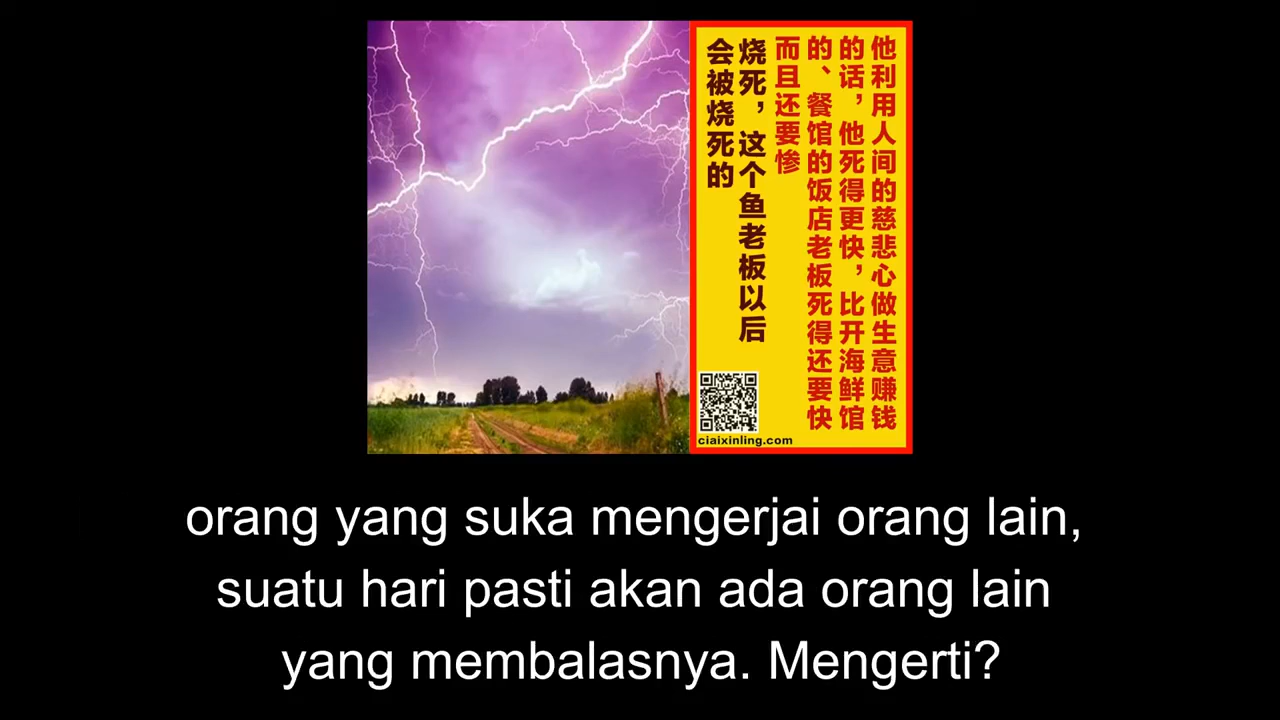 他利用人间的慈悲心做生意赚钱
的话，他死得更快，比开海鲜馆
的、餐馆的饭店老板死得还要快
而且还要惨
烧死，这个鱼老板以后
会被烧死的
ciaixinling.com
orang yang suka mengerjai orang lain,
suatu hari pasti akan ada orang lain
yang membalasnya. Mengerti?